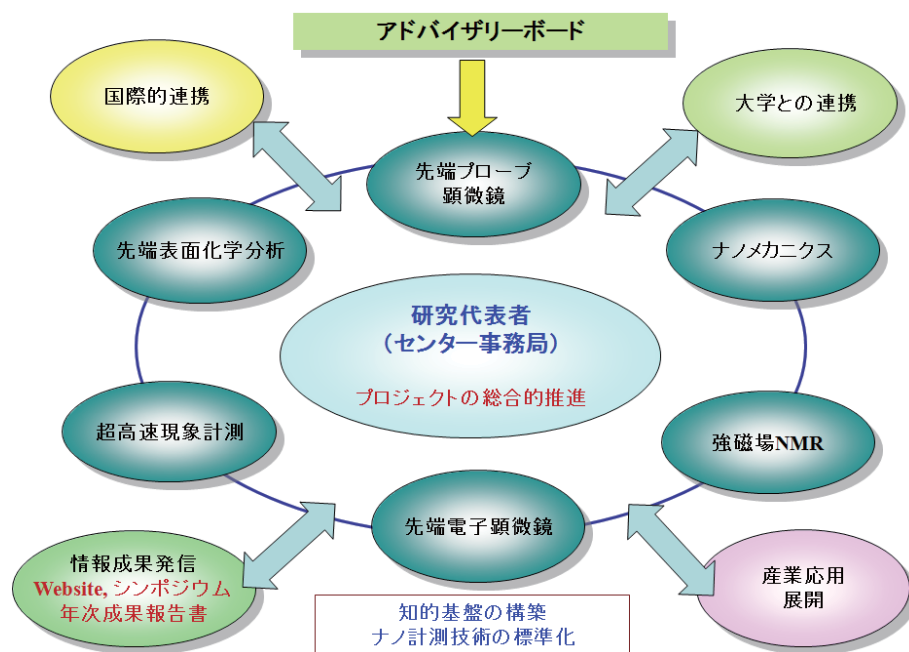 アドバイザリーボード
国際的連携
大学との連携
先端プローブ
顕微鏡
先端表面化学分析
ナノメカニクス
研究代表者
（センター事務局）
プロジェクトの総合的推進
超高速現象計測
強磁場NMR
先端電子顕微鏡
情報成果発信
Website, シンポジウム
年次成果報告書
産業応用
展開
知的基盤の構築
ナノ計測技術の標準化